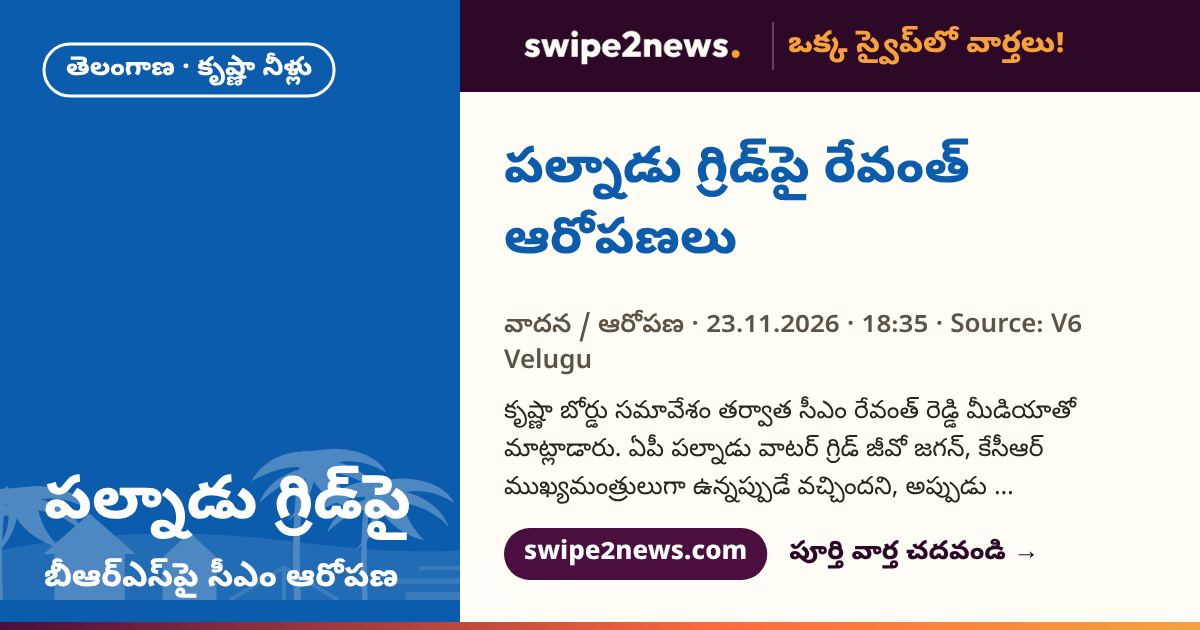 తెలంగాణ · కృష్ణా నీళ్లు
పల్నాడు గ్రిడ్‌పై
బీఆర్ఎస్‌పై సీఎం ఆరోపణ
swipe2news.
ఒక్క స్వైప్‌లో వార్తలు!
పల్నాడు గ్రిడ్‌పై రేవంత్
ఆరోపణలు
వాదన / ఆరోపణ · 23.11.2026 · 18:35 · Source: V6
Velugu
కృష్ణా బోర్డు సమావేశం తర్వాత సీఎం రేవంత్ రెడ్డి మీడియాతో
మాట్లాడారు. ఏపీ పల్నాడు వాటర్ గ్రిడ్ జీవో జగన్, కేసీఆర్
ముఖ్యమంత్రులుగా ఉన్నప్పుడే వచ్చిందని, అప్పుడు ...
swipe2news.com
పూర్తి వార్త చదవండి →